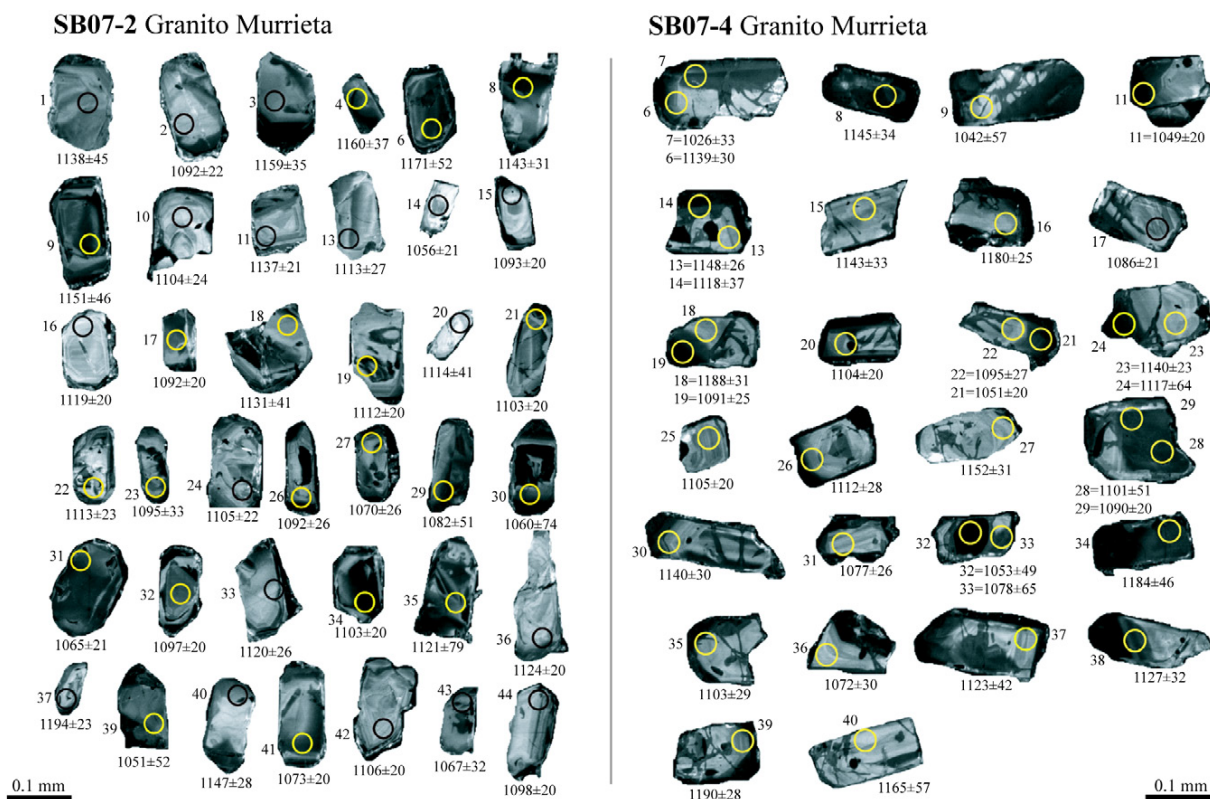 SB07-2 Granito Murrieta
1 2 3 4 6 8
1138±45 1092±22 1159±35 1160±37 1171±52 1143±31
9 10 11 13 14 15
1151±46 1104±24 1137±21 1113±27 1056±21 1093±20
16 17 18 19 20 21
1119±20 1092±20 1131±41 1112±20 1114±41 1103±20
22 23 24 26 27 29 30
1113±23 1095±33 1105±22 1092±26 1070±26 1082±51 1060±74
31 32 33 34 35 36
1065±21 1097±20 1120±26 1103±20 1121±79 1124±20
37 39 40 41 42 43 44
1194±23 1051±52 1147±28 1073±20 1106±20 1067±32 1098±20
0.1 mm
SB07-4 Granito Murrieta
7 6 8 9 11
7=1026±33 1145±34 1042±57 11=1049±20
6=1139±30
14 13 15 16 17
13=1148±26 1143±33 1180±25 1086±21
14=1118±37
18 19 20 22 21 24 23
18=1188±31 1104±20 22=1095±27 23=1140±23
19=1091±25 21=1051±20 24=1117±64
25 26 27 29 28
1105±20 1112±28 1152±31 28=1101±51
29=1090±20
30 31 32 33 34
1140±30 1077±26 32=1053±49 1184±46
33=1078±65
35 36 37 38
1103±29 1072±30 1123±42 1127±32
39 40
1190±28 1165±57
0.1 mm